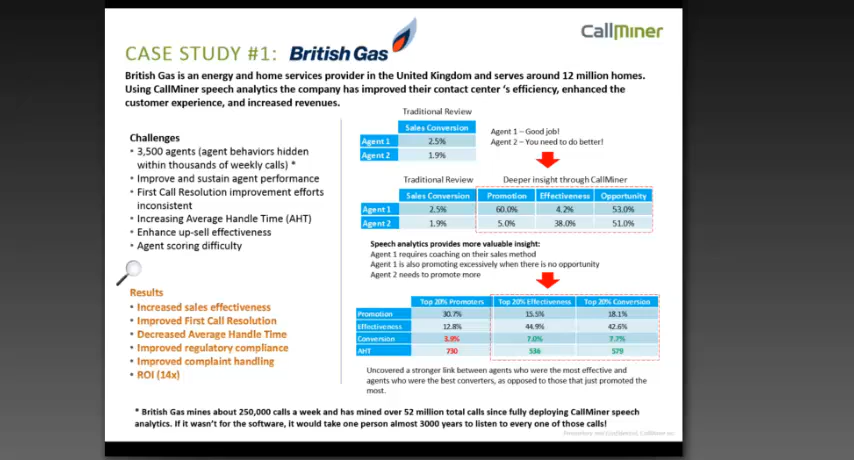 CallMiner
CASE STUDY #1: British Gas
British Gas is an energy and home services provider in the United Kingdom and serves around 12 million homes.
Using CallMiner speech analytics the company has improved their contact center 's efficiency, enhanced the
customer experience, and increased revenues.
Challenges
• 3,500 agents (agent behaviors hidden
within thousands of weekly calls) *
• Improve and sustain agent performance
• First Call Resolution improvement efforts
inconsistent
• Increasing Average Handle Time (AHT)
• Enhance up-sell effectiveness
• Agent scoring difficulty
Results
• Increased sales effectiveness
• Improved First Call Resolution
• Decreased Average Handle Time
• Improved regulatory compliance
• Improved complaint handling
• ROI (14x)
Traditional Review
Sales Conversion
Agent 1 2.5%
Agent 2 1.9%
Agent 1 – Good job!
Agent 2 – You need to do better!
Traditional Review Deeper insight through CallMiner
Sales Conversion Promotion Effectiveness Opportunity
Agent 1 2.5% 60.0% 4.2% 53.0%
Agent 2 1.9% 5.0% 38.0% 51.0%
Speech analytics provides more valuable insight:
Agent 1 requires coaching on their sales method
Agent 1 is also promoting excessively when there is no opportunity
Agent 2 needs to promote more
Top 20% Promoters Top 20% Effectiveness Top 20% Conversion
Promotion 30.7% 15.5% 18.1%
Effectiveness 12.8% 44.9% 42.6%
Conversion 3.9% 7.0% 7.7%
AHT 730 536 579
Uncovered a stronger link between agents who were the most effective and
agents who were the best converters, as opposed to those that just promoted the
most.
* British Gas mines about 250,000 calls a week and has mined over 52 million total calls since fully deploying CallMiner speech
analytics. If it wasn't for the software, it would take one person almost 3000 years to listen to every one of those calls!
Proprietary and Confidential, CallMiner